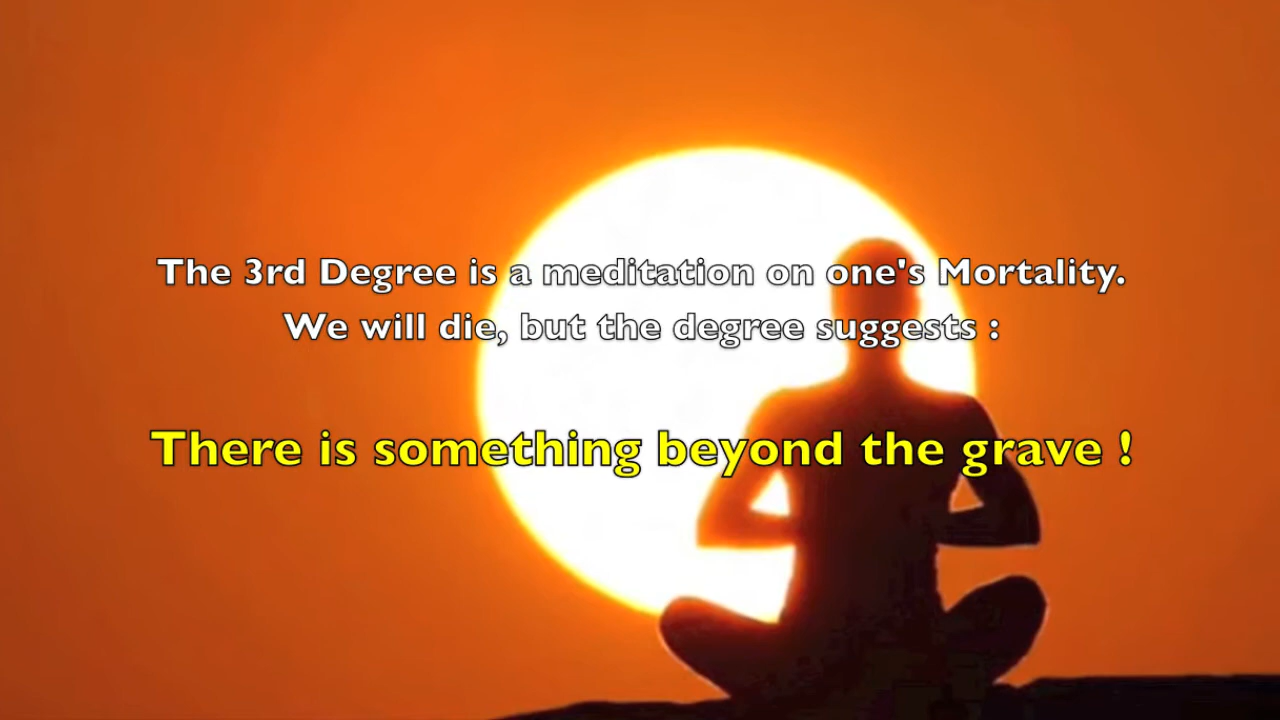 The 3rd Degree is a meditation on one's Mortality.
We will die, but the degree suggests :
There is something beyond the grave !